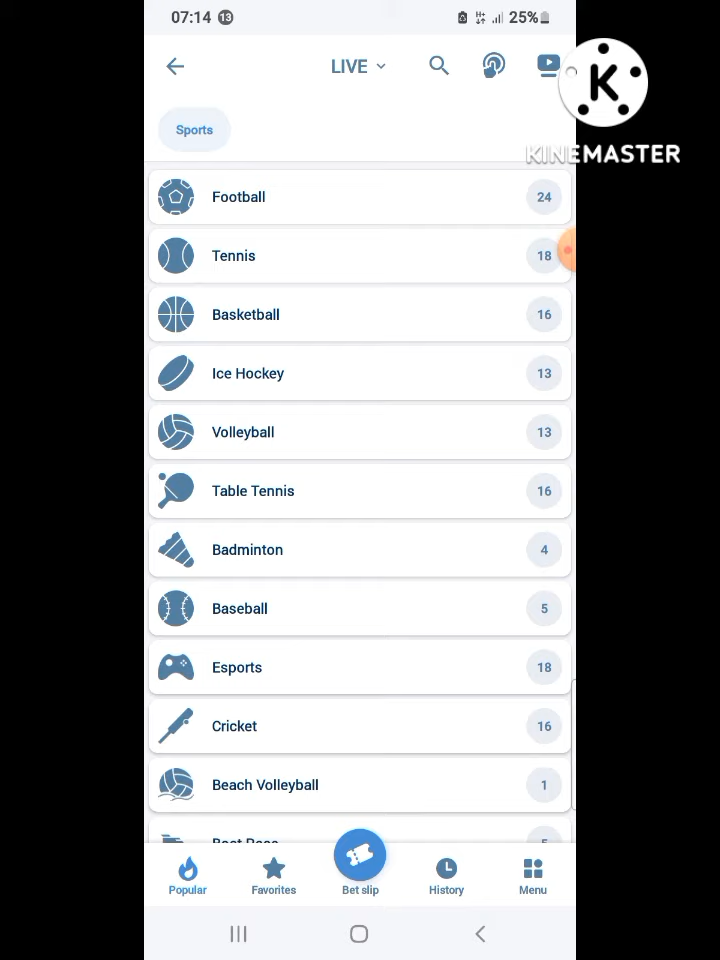 07:14 13 25%
LIVE
K
KINEMASTER
Sports
Football 24
Tennis 18
Basketball 16
Ice Hockey 13
Volleyball 13
Table Tennis 16
Badminton 4
Baseball 5
Esports 18
Cricket 16
Beach Volleyball 1
Popular
Favorites
Bet slip
History
Menu